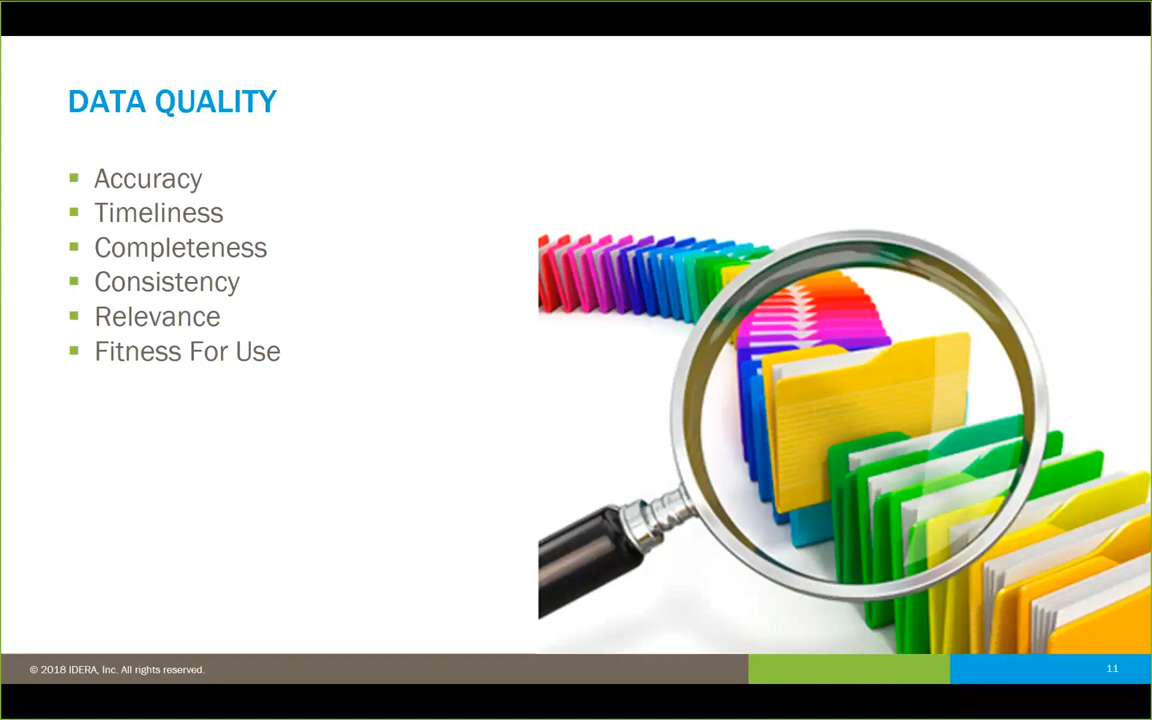 DATA QUALITY
Accuracy
Timeliness
Completeness
Consistency
Relevance
Fitness For Use
© 2018 IDERA, Inc. All rights reserved.
11